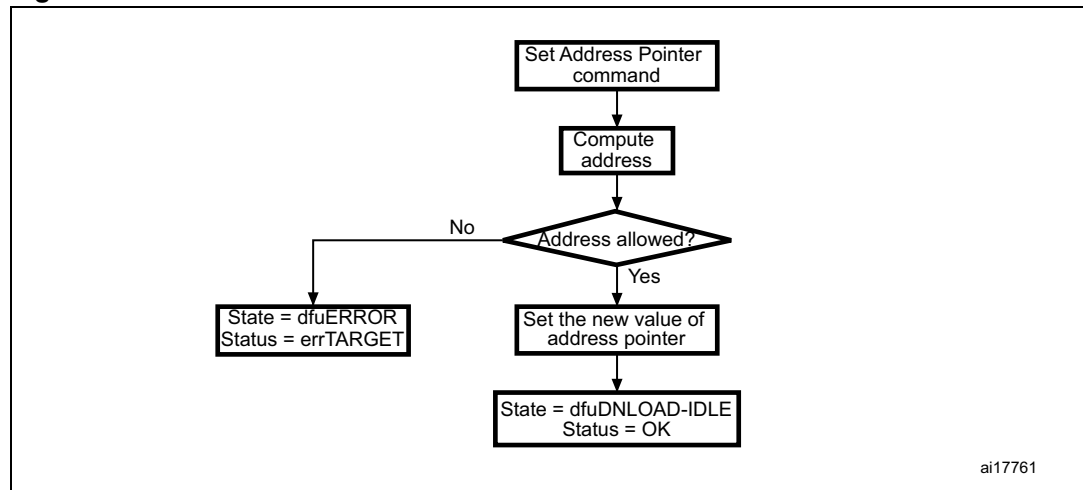 Set Address Pointer
command
Compute
address
Address allowed?
No
Yes
State = dfuERROR
Status = errTARGET
Set the new value of
address pointer
State = dfuDNLOAD-IDLE
Status = OK
ai17761